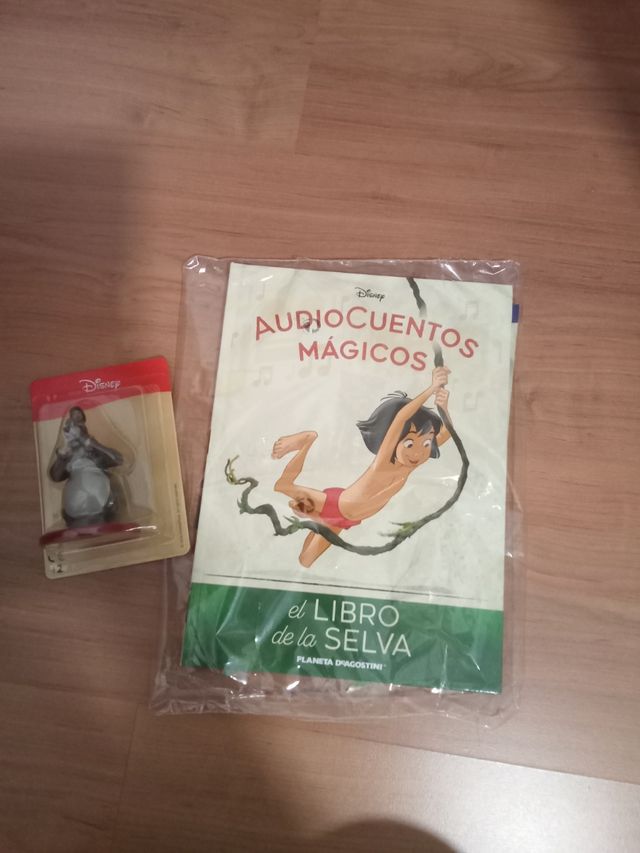 Disney
AUDIOCUENTOS
MÁGICOS
el LIBRO
de la SELVA
PLANETA DEAGOSTINI
Disney